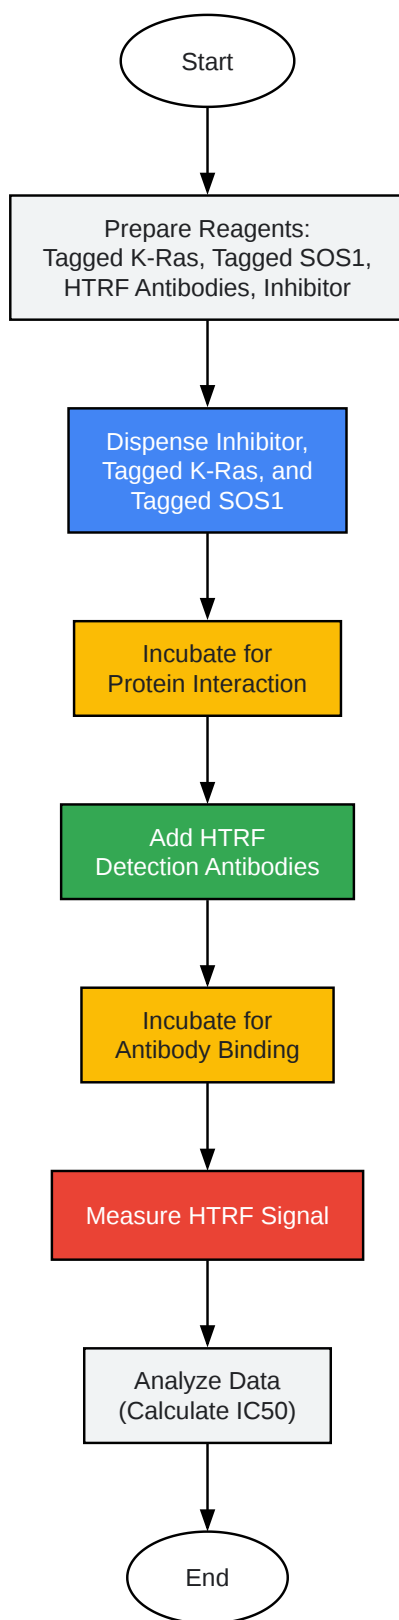 Start
Prepare Reagents:
Tagged K-Ras, Tagged SOS1,
HTRF Antibodies, Inhibitor
Dispense Inhibitor,
Tagged K-Ras, and
Tagged SOS1
Incubate for
Protein Interaction
Add HTRF
Detection Antibodies
Incubate for
Antibody Binding
Measure HTRF Signal
Analyze Data
(Calculate IC50)
End